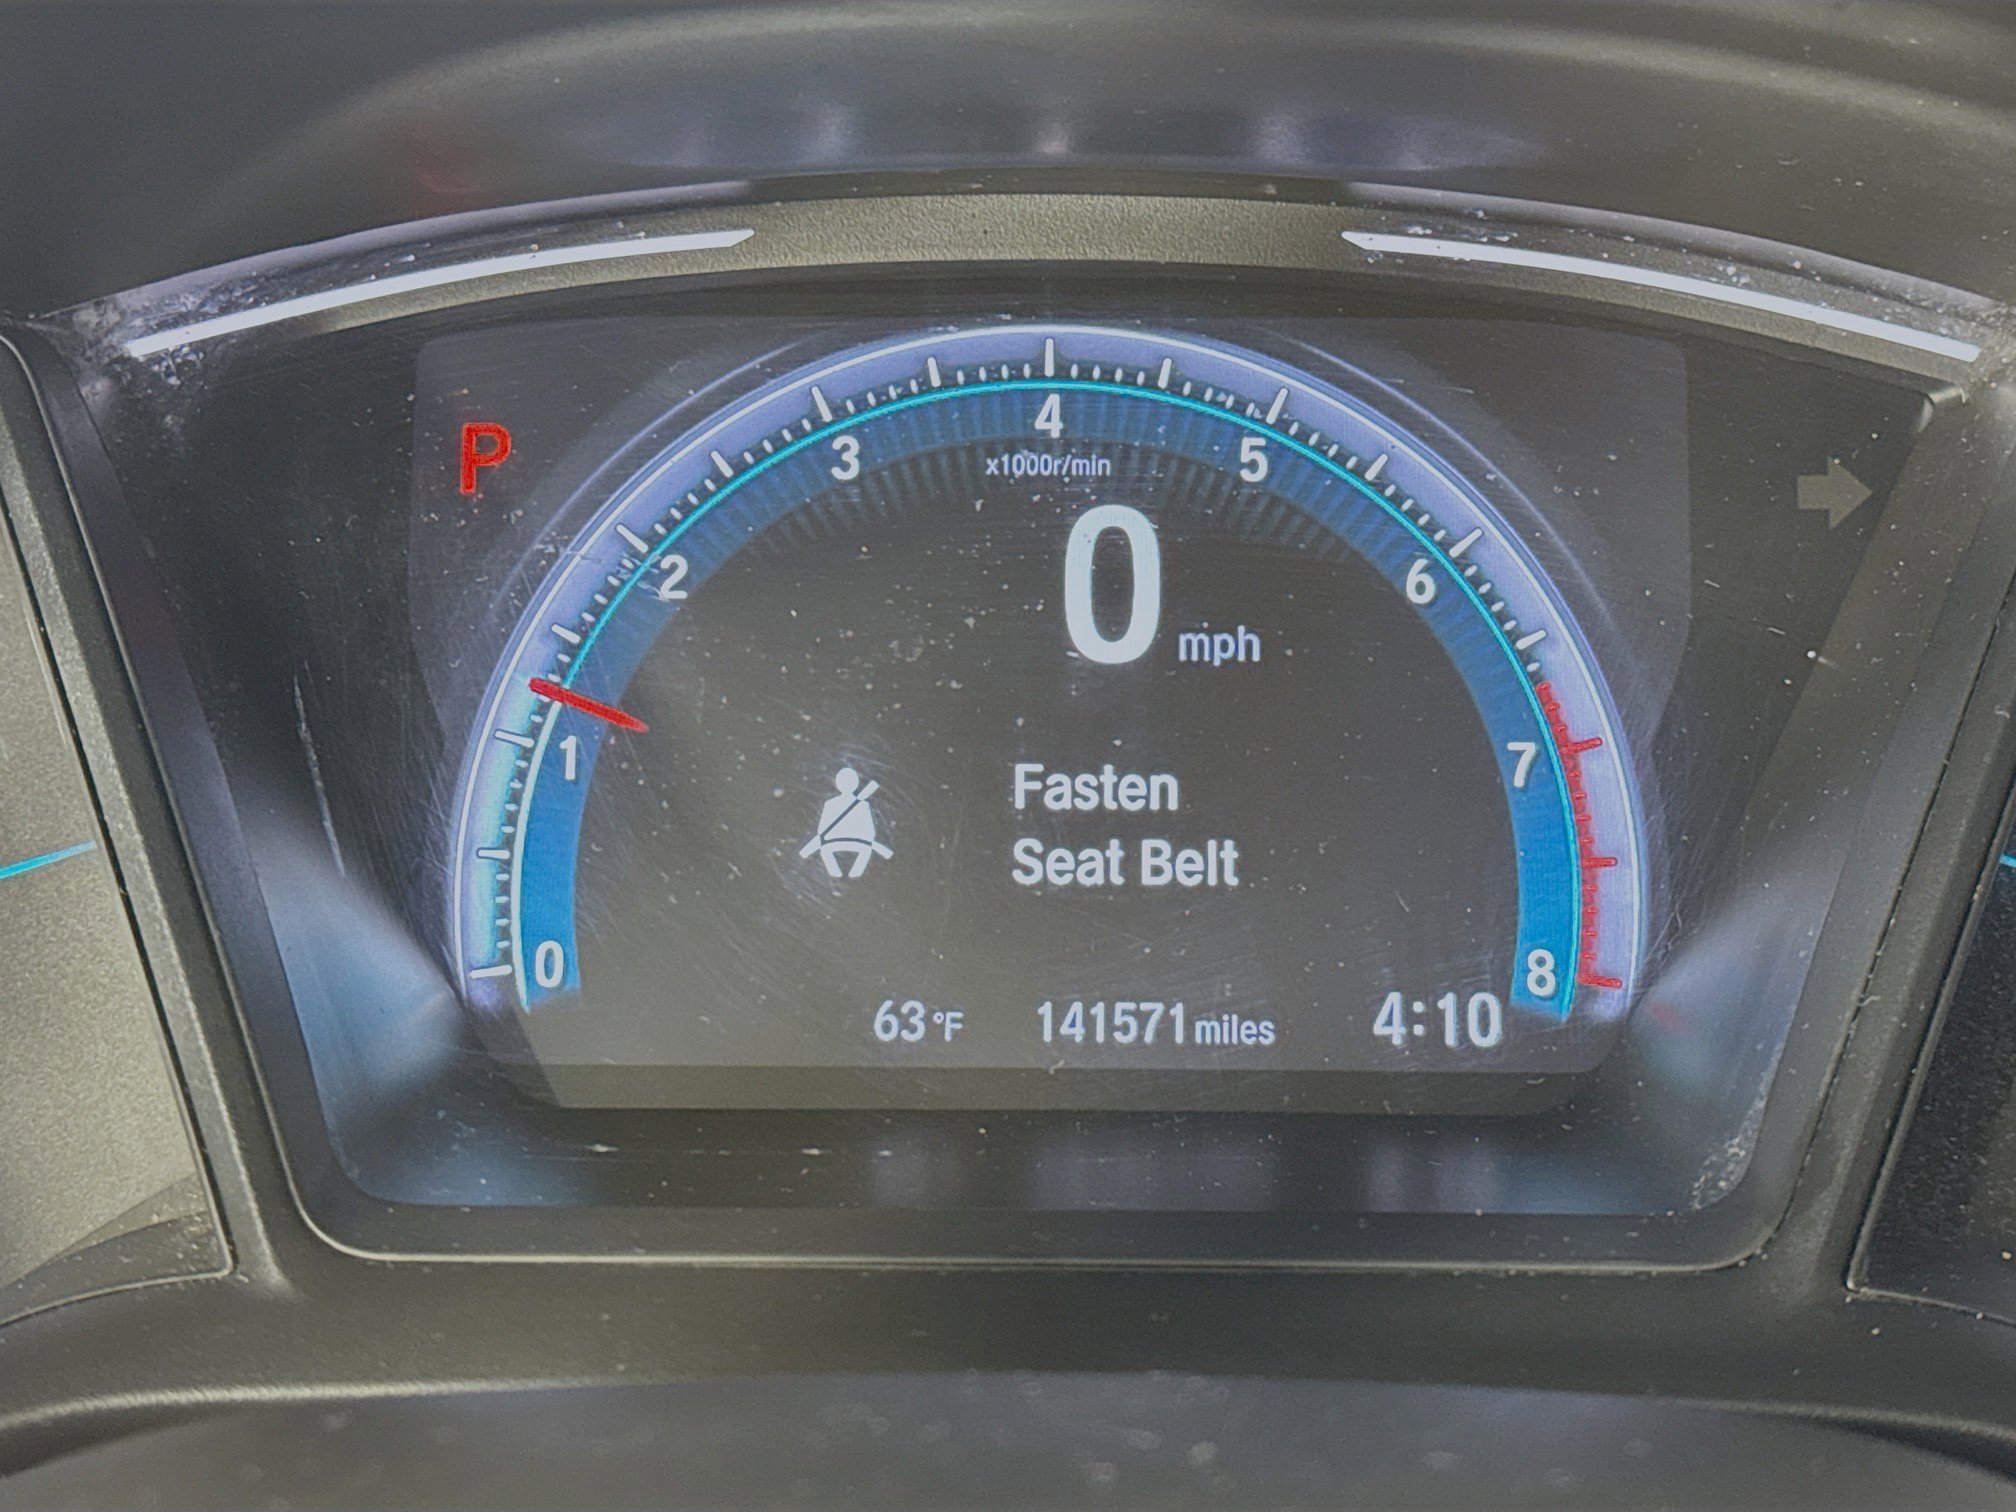 P
0 1 2 3 4 5 6 7 8
x1000r/min
0 mph
Fasten
Seat Belt
63°F 141571 miles 4:10